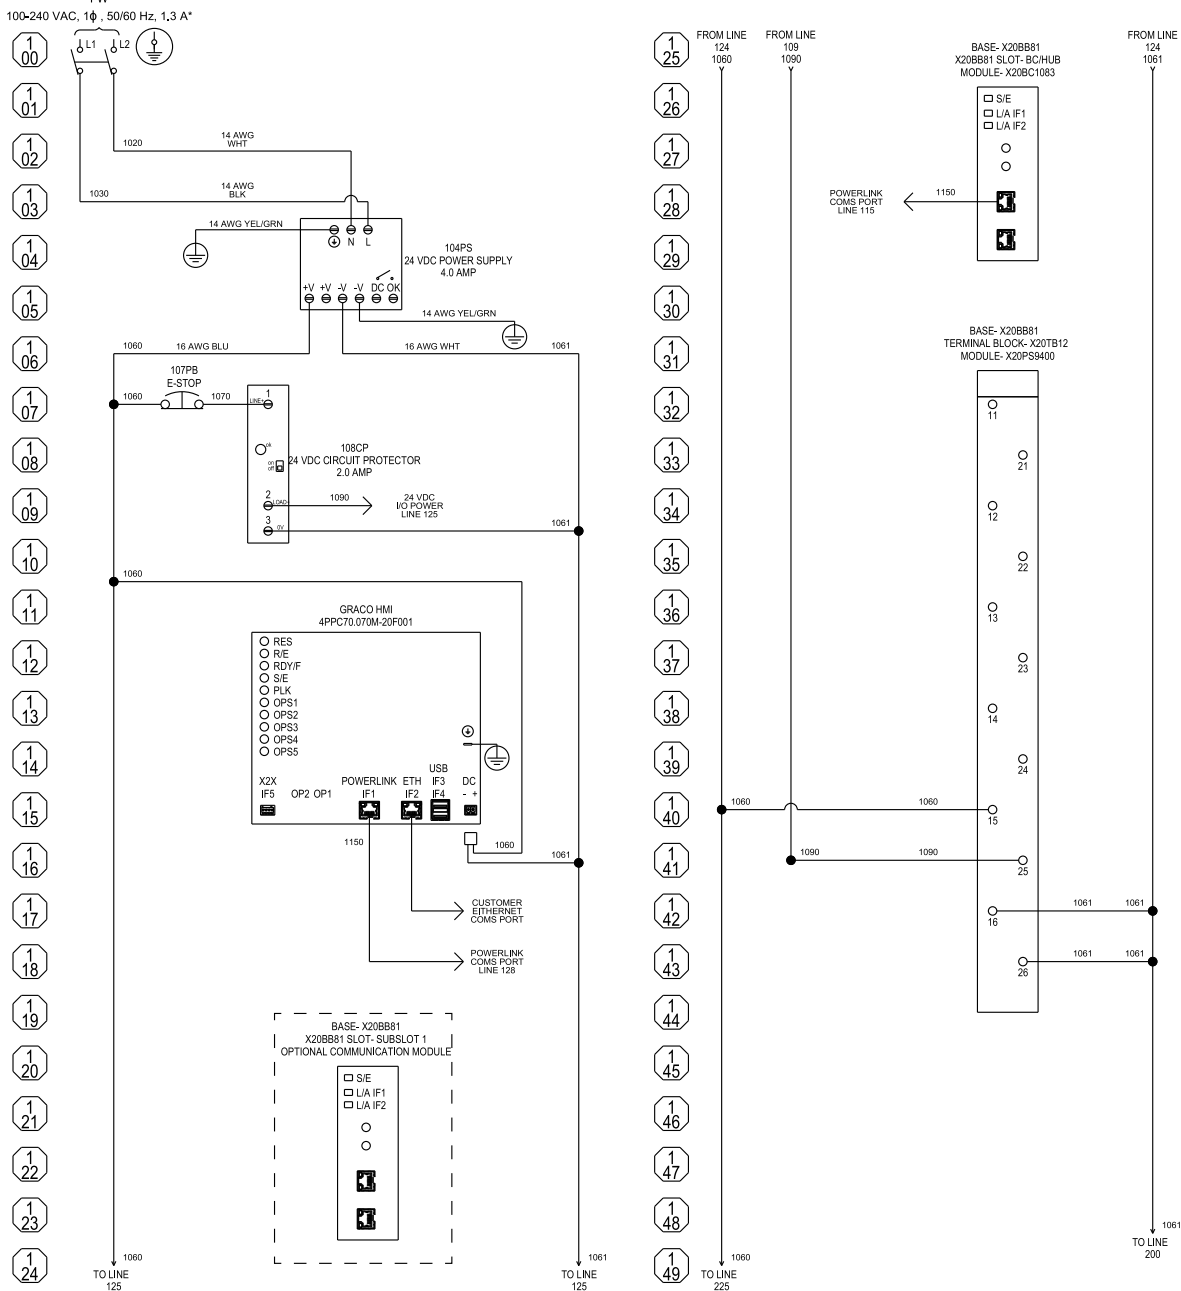 100-240 VAC, 1ϕ , 50/60 Hz, 1.3 A*
L1
L2
1
00
1
01
1
02
1
03
1
04
1
05
1
06
1
07
1
08
1
09
1
10
1
11
1
12
1
13
1
14
1
15
1
16
1
17
1
18
1
19
1
20
1
21
1
22
1
23
1
24
1020
14 AWG
WHT
1030
14 AWG
BLK
14 AWG YEL/GRN
N
L
104PS
24 VDC POWER SUPPLY
4.0 AMP
+V
+V
-V
-V
DC OK
14 AWG YEL/GRN
1060
16 AWG BLU
16 AWG WHT
1061
107PB
E-STOP
1060
1070
1
LINE+
ok
on
off
108CP
24 VDC CIRCUIT PROTECTOR
2.0 AMP
2
LOAD+
1090
24 VDC
I/O POWER
LINE 125
3
0V
1061
1060
GRACO HMI
4PPC70.070M-20F001
RES
R/E
RDY/F
S/E
PLK
OPS1
OPS2
OPS3
OPS4
OPS5
X2X
IF5
OP2 OP1
POWERLINK
IF1
ETH
IF2
USB
IF3
IF4
DC
- +
1150
1060
1061
CUSTOMER
ETHERNET
COMS PORT
POWERLINK
COMS PORT
LINE 128
BASE- X20BB81
X20BB81 SLOT- SUBSLOT 1
OPTIONAL COMMUNICATION MODULE
S/E
L/A IF1
L/A IF2
1060
TO LINE
125
1061
TO LINE
125
1
25
1
26
1
27
1
28
1
29
1
30
1
31
1
32
1
33
1
34
1
35
1
36
1
37
1
38
1
39
1
40
1
41
1
42
1
43
1
44
1
45
1
46
1
47
1
48
1
49
FROM LINE
124
1060
FROM LINE
109
1090
BASE- X20BB81
X20BB81 SLOT- BC/HUB
MODULE- X20BC1083
FROM LINE
124
1061
S/E
L/A IF1
L/A IF2
POWERLINK
COMS PORT
LINE 115
1150
BASE- X20BB81
TERMINAL BLOCK- X20TB12
MODULE- X20PS9400
11
21
12
22
13
23
14
24
1060
1060
15
1090
1090
25
1061
1061
16
1061
1061
26
1061
TO LINE
200
1060
TO LINE
225